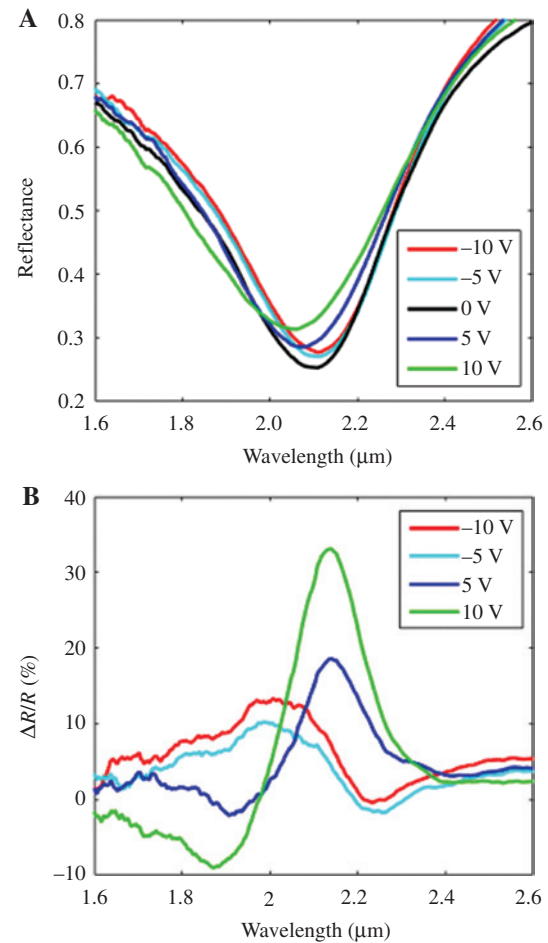 A
0.8
0.7
0.6
0.5
0.4
0.3
0.2
Reflectance
–10 V
–5 V
0 V
5 V
10 V
1.6 1.8 2.0 2.2 2.4 2.6
Wavelength (μm)
B
40
30
20
10
0
–10
ΔR/R (%)
–10 V
–5 V
5 V
10 V
1.6 1.8 2 2.2 2.4 2.6
Wavelength (μm)